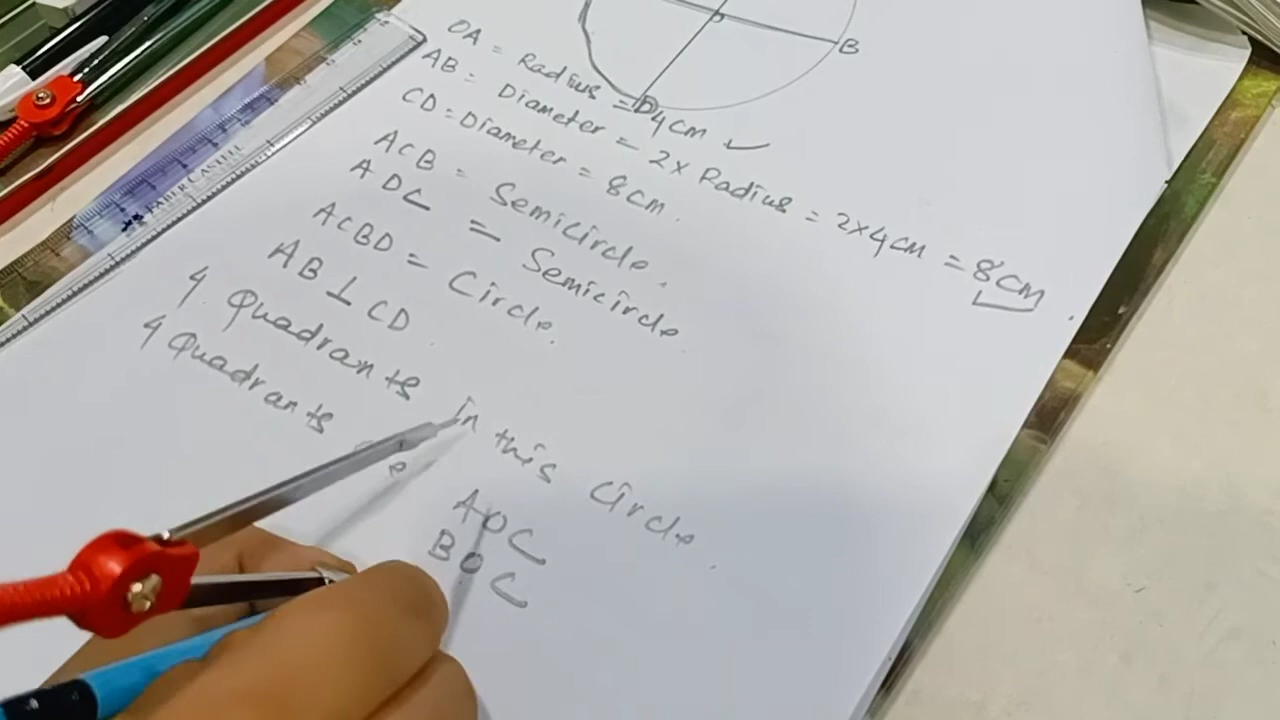 B
D
OA = Radius = 4cm ✓
AB = Diameter = 2 x Radius = 2x4cm = 8cm.
CD = Diameter = 8cm.
ACB = Semicircle.
ADC = Semicircle.
ACBD = Circle.
AB ⊥ CD.
4 Quadrants in this Circle.
4 Quadrants
AOC
BOC
FABER CASTELL